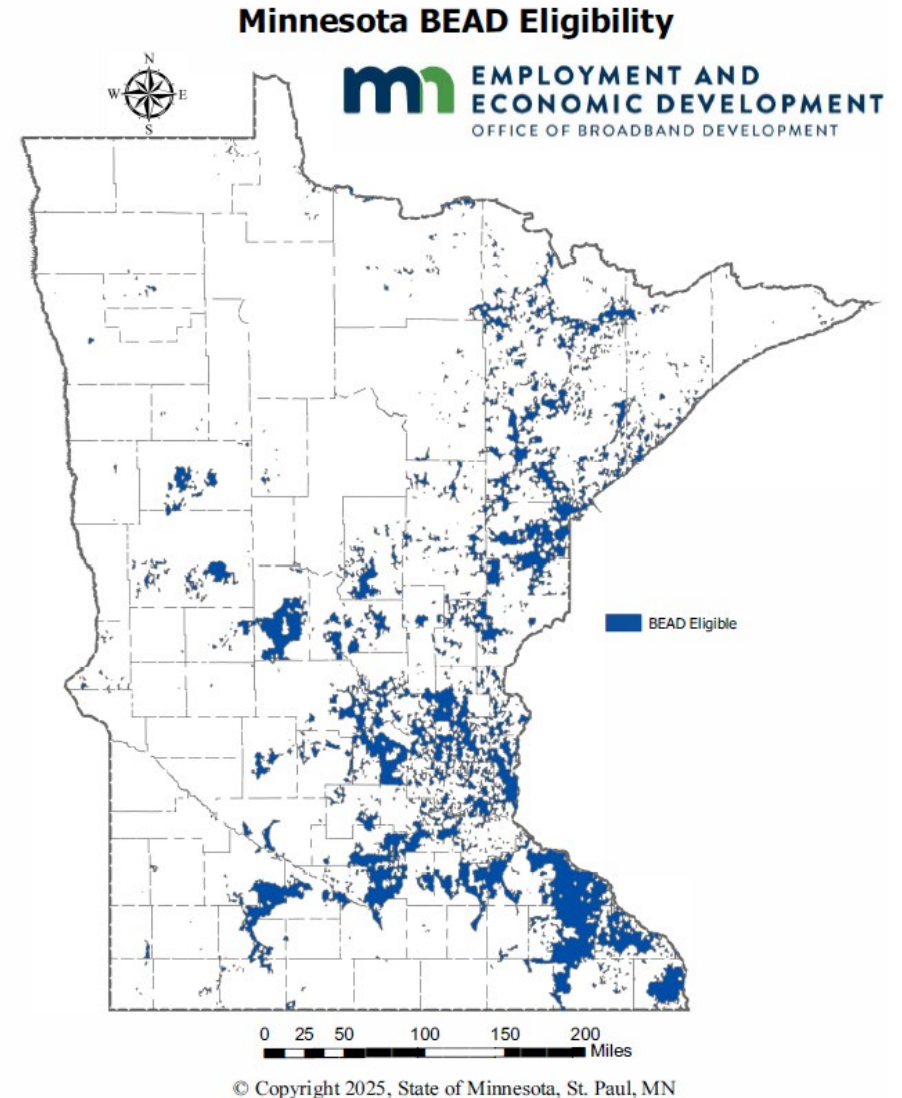 Minnesota BEAD Eligibility
N
W E
S
mn EMPLOYMENT AND
ECONOMIC DEVELOPMENT
OFFICE OF BROADBAND DEVELOPMENT
BEAD Eligible
0 25 50 100 150 200
Miles
© Copyright 2025, State of Minnesota, St. Paul, MN